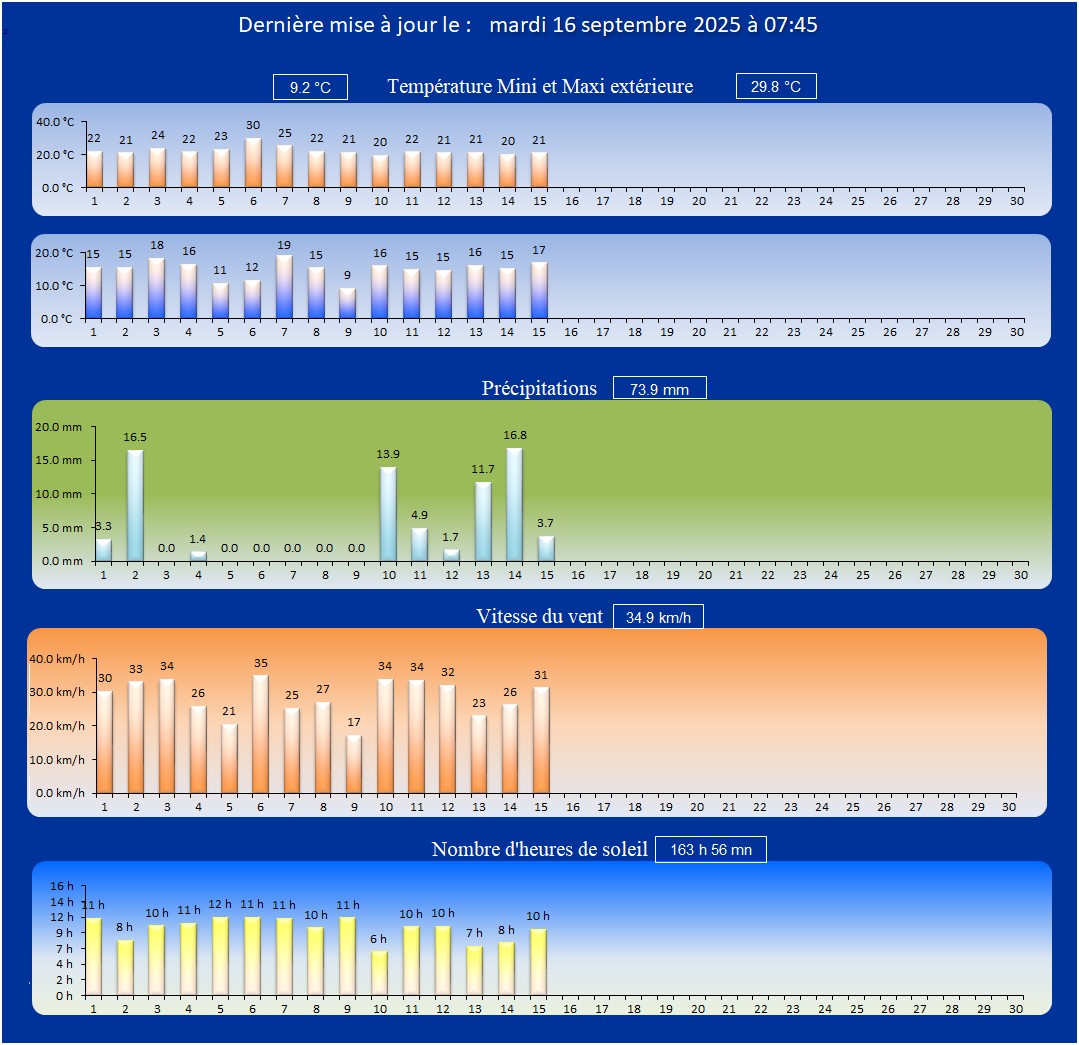 Dernière mise à jour le : mardi 16 septembre 2025 à 07:45
9.2 °C Température Mini et Maxi extérieure 29.8 °C
40.0 °C
20.0 °C
0.0 °C
22 21 24 22 23 30 25 22 21 20 22 21 21 20 21
1 2 3 4 5 6 7 8 9 10 11 12 13 14 15 16 17 18 19 20 21 22 23 24 25 26 27 28 29 30
20.0 °C
10.0 °C
0.0 °C
15 15 18 16 11 12 19 15 9 16 15 15 16 15 17
1 2 3 4 5 6 7 8 9 10 11 12 13 14 15 16 17 18 19 20 21 22 23 24 25 26 27 28 29 30
Précipitations 73.9 mm
20.0 mm
15.0 mm
10.0 mm
5.0 mm
0.0 mm
3.3 16.5 0.0 1.4 0.0 0.0 0.0 0.0 0.0 13.9 4.9 1.7 11.7 16.8 3.7
1 2 3 4 5 6 7 8 9 10 11 12 13 14 15 16 17 18 19 20 21 22 23 24 25 26 27 28 29 30
Vitesse du vent 34.9 km/h
40.0 km/h
30.0 km/h
20.0 km/h
10.0 km/h
0.0 km/h
30 33 34 26 21 35 25 27 17 34 34 32 23 26 31
1 2 3 4 5 6 7 8 9 10 11 12 13 14 15 16 17 18 19 20 21 22 23 24 25 26 27 28 29 30
Nombre d'heures de soleil 163 h 56 mn
16 h
14 h
12 h
9 h
7 h
4 h
2 h
0 h
11 h 8 h 10 h 11 h 12 h 11 h 11 h 10 h 11 h 6 h 10 h 10 h 7 h 8 h 10 h
1 2 3 4 5 6 7 8 9 10 11 12 13 14 15 16 17 18 19 20 21 22 23 24 25 26 27 28 29 30